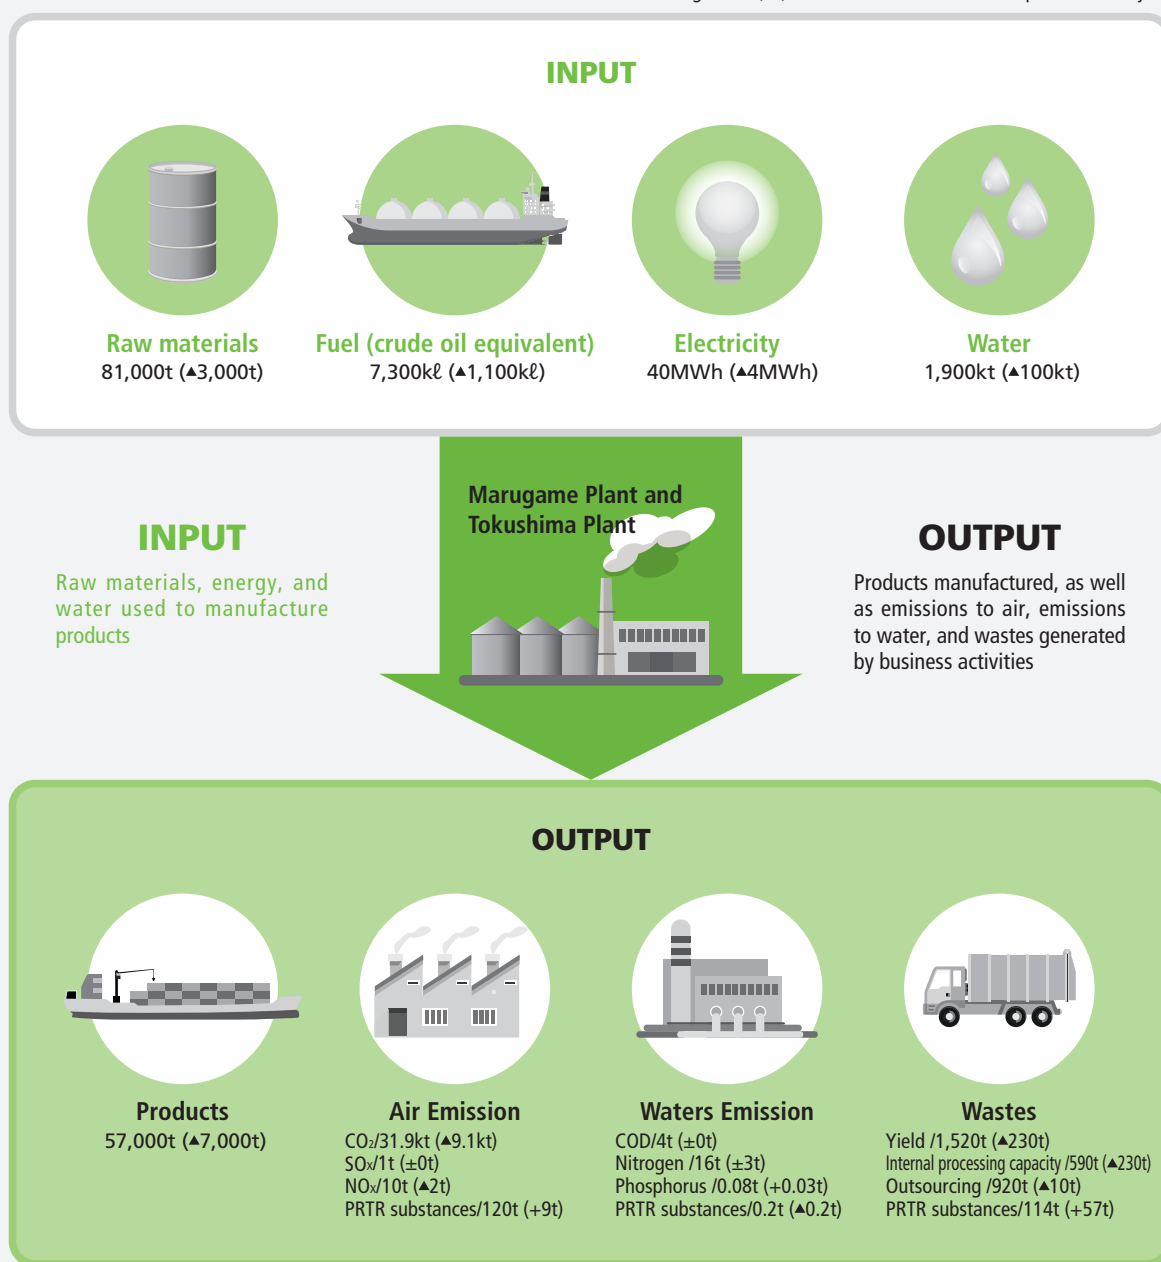 INPUT
Raw materials
81,000t (▲3,000t)
Fuel (crude oil equivalent)
7,300kℓ (▲1,100kℓ)
Electricity
40MWh (▲4MWh)
Water
1,900kt (▲100kt)
Marugame Plant and
Tokushima Plant
INPUT
Raw materials, energy, and
water used to manufacture
products
OUTPUT
Products manufactured, as well
as emissions to air, emissions
to water, and wastes generated
by business activities
OUTPUT
Products
57,000t (▲7,000t)
Air Emission
CO₂/31.9kt (▲9.1kt)
SOx/1t (±0t)
NOx/10t (▲2t)
PRTR substances/120t (+9t)
Waters Emission
COD/4t (±0t)
Nitrogen /16t (±3t)
Phosphorus /0.08t (+0.03t)
PRTR substances/0.2t (▲0.2t)
Wastes
Yield /1,520t (▲230t)
Internal processing capacity /590t (▲230t)
Outsourcing /920t (▲10t)
PRTR substances/114t (+57t)